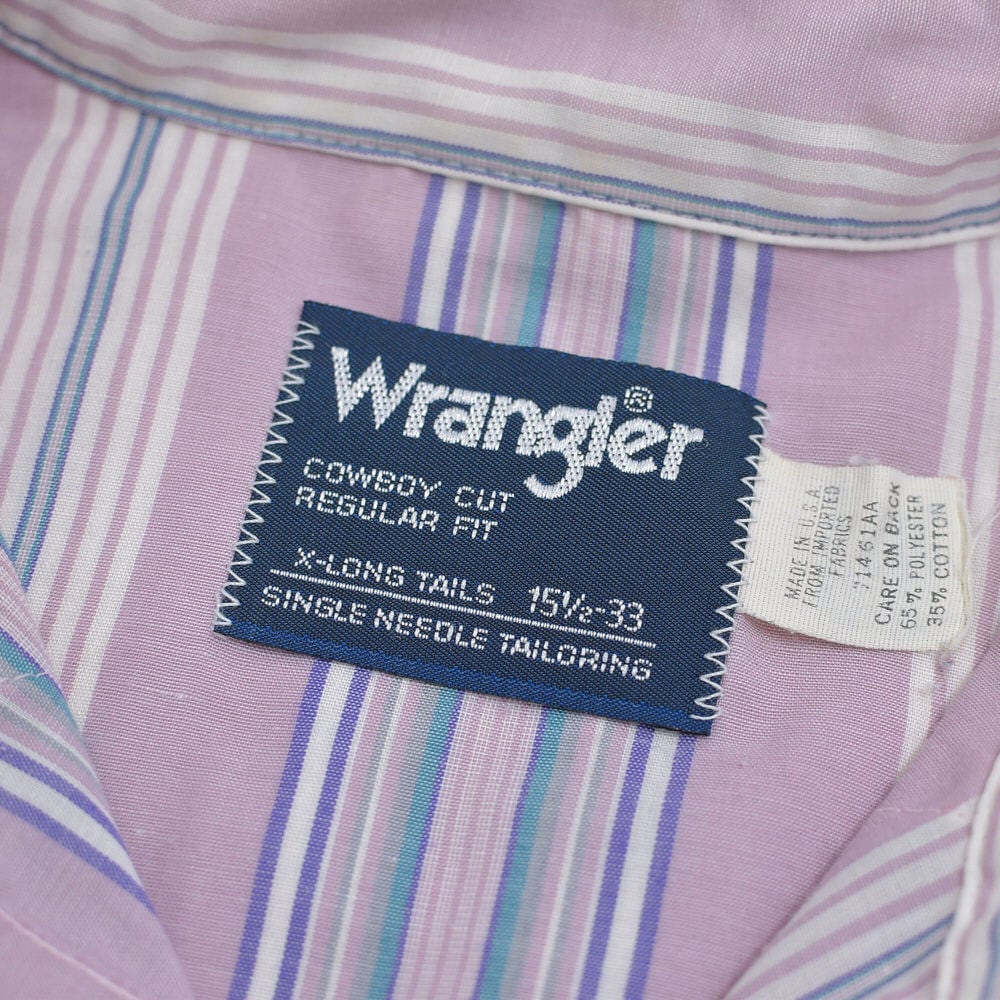 Wrangler®
COWBOY CUT
REGULAR FIT
X-LONG TAILS 15½-33
SINGLE NEEDLE TAILORING
MADE IN U.S.A.
FROM IMPORTED
FABRICS
71461AA
CARE ON BACK
65% POLYESTER
35% COTTON